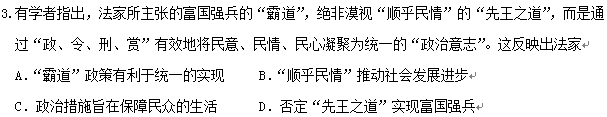 3.有学者指出，法家所主张的富国强兵的“霸道”，绝非漠视“顺乎民情”的“先王之道”，而是通
过“政、令、刑、赏”有效地将民意、民情、民心凝聚为统一的“政治意志”。这反映出法家↵
A．“霸道”政策有利于统一的实现 B．“顺乎民情”推动社会发展进步↵
C．政治措施旨在保障民众的生活 D．否定“先王之道”实现富国强兵↵